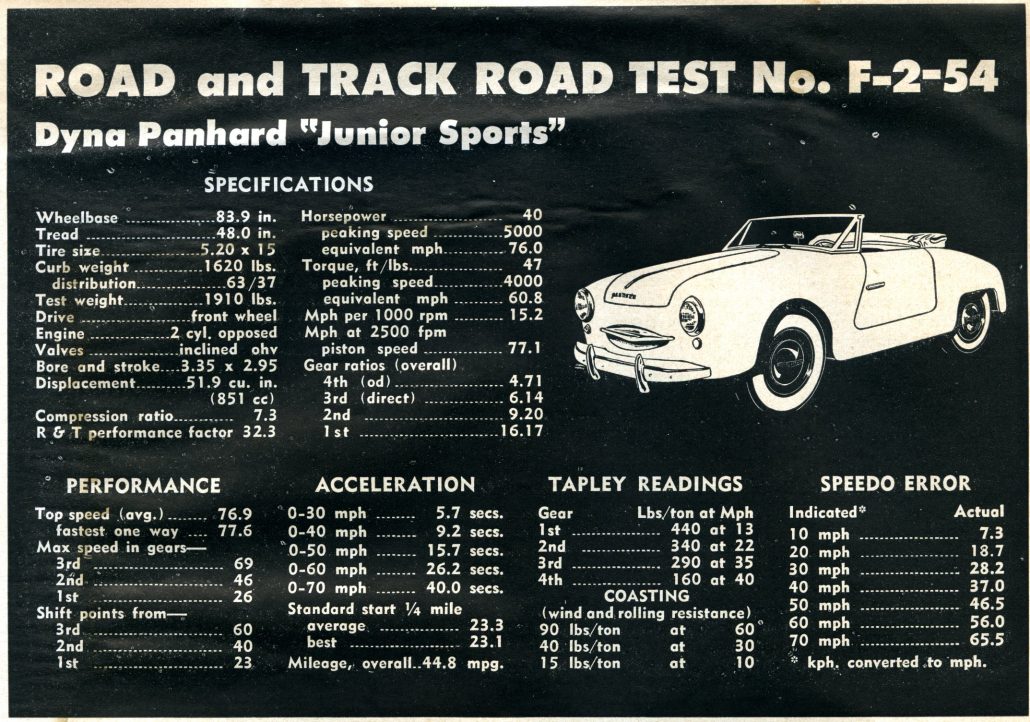 ROAD and TRACK ROAD TEST No. F-2-54
Dyna Panhard "Junior Sports"
SPECIFICATIONS
Wheelbase ..... 83.9 in.
Tread ..... 48.0 in.
Tire size ..... 5.20 x 15
Curb weight ..... 1620 lbs.
distribution ..... 63/37
Test weight ..... 1910 lbs.
Drive ..... front wheel
Engine ..... 2 cyl. opposed
Valves ..... inclined ohv
Bore and stroke .... 3.35 x 2.95
Displacement ..... 51.9 cu. in.
(851 cc)
Compression ratio ..... 7.3
R & T performance factor 32.3
Horsepower ..... 40
peaking speed ..... 5000
equivalent mph ..... 76.0
Torque, ft/lbs. ..... 47
peaking speed ..... 4000
equivalent mph ..... 60.8
Mph per 1000 rpm ..... 15.2
Mph at 2500 fpm
piston speed ..... 77.1
Gear ratios (overall)
4th (od) ..... 4.71
3rd (direct) ..... 6.14
2nd ..... 9.20
1st ..... 16.17
PANHARD
PERFORMANCE
Top speed (avg.) ..... 76.9
fastest one way .... 77.6
Max speed in gears—
3rd ..... 69
2nd ..... 46
1st ..... 26
Shift points from—
3rd ..... 60
2nd ..... 40
1st ..... 23
ACCELERATION
0-30 mph ..... 5.7 secs.
0-40 mph ..... 9.2 secs.
0-50 mph ..... 15.7 secs.
0-60 mph ..... 26.2 secs.
0-70 mph ..... 40.0 secs.
Standard start ¼ mile
average ..... 23.3
best ..... 23.1
Mileage, overall..44.8 mpg.
TAPLEY READINGS
Gear Lbs/ton at Mph
1st ..... 440 at 13
2nd ..... 340 at 22
3rd ..... 290 at 35
4th ..... 160 at 40
COASTING
(wind and rolling resistance)
90 lbs/ton at 60
40 lbs/ton at 30
15 lbs/ton at 10
SPEEDO ERROR
Indicated* Actual
10 mph ..... 7.3
20 mph ..... 18.7
30 mph ..... 28.2
40 mph ..... 37.0
50 mph ..... 46.5
60 mph ..... 56.0
70 mph ..... 65.5
* kph. converted to mph.